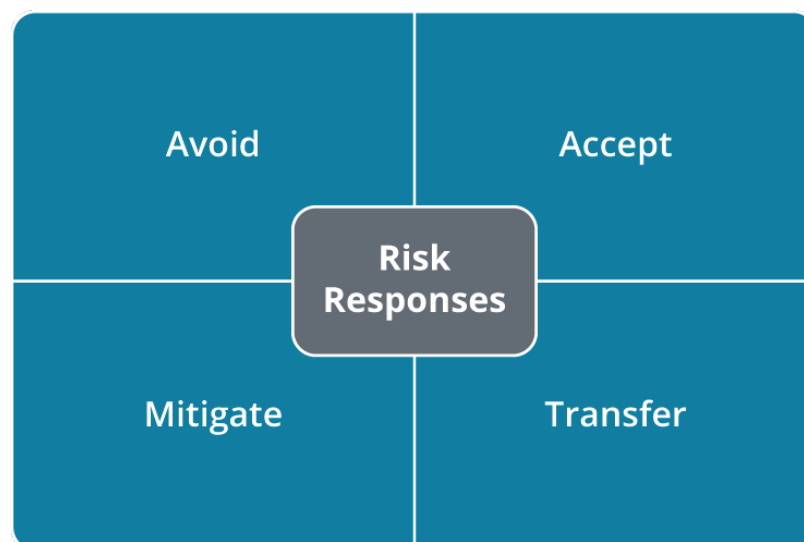 Avoid
Accept
Risk
Responses
Mitigate
Transfer